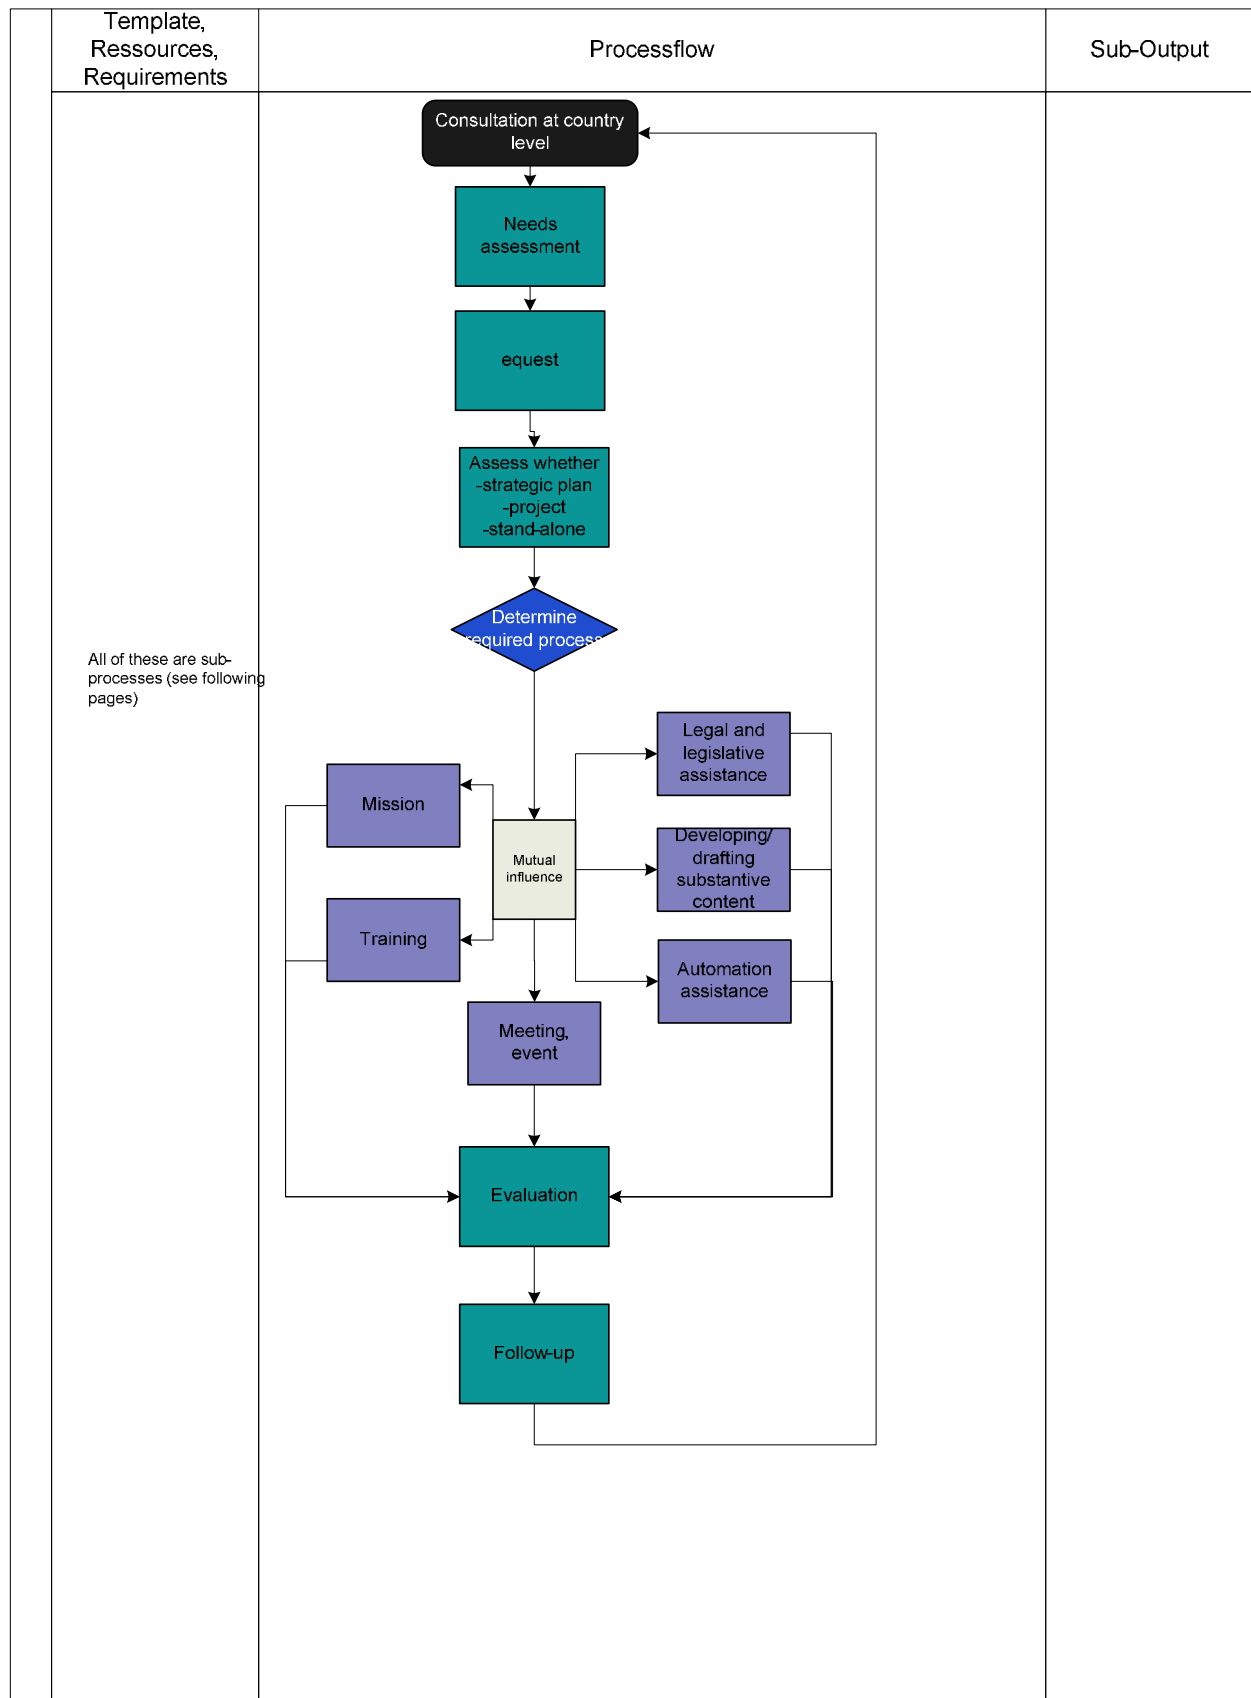 Template,
Ressources,
Requirements
Processflow
Sub-Output
Consultation at country
level
Needs
assessment
equest
Assess whether
-strategic plan
-project
-stand-alone
Determine
required process
All of these are sub-
processes (see following
pages)
Legal and
legislative
assistance
Mission
Mutual
influence
Developing/
drafting
substantive
content
Training
Automation
assistance
Meeting,
event
Evaluation
Follow-up